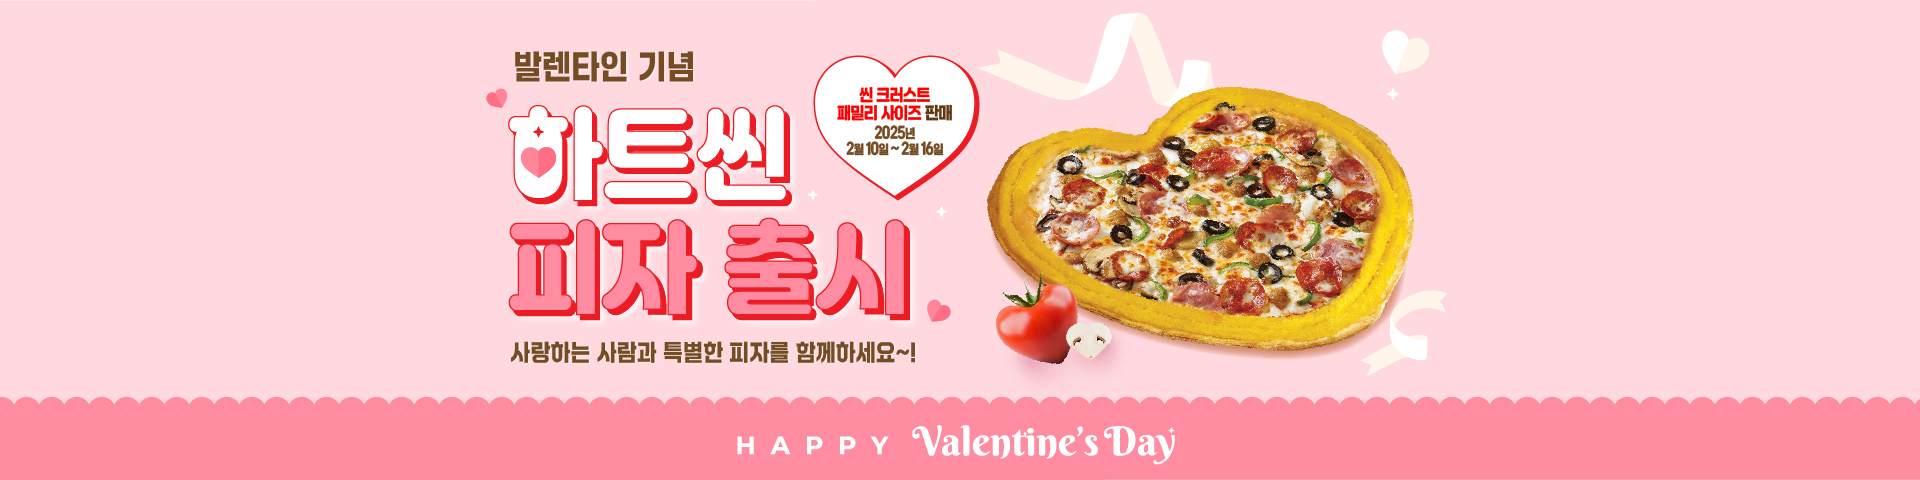 발렌타인 기념
하트씬
피자 출시
사랑하는 사람과 특별한 피자를 함께하세요~!
씬 크러스트
패밀리 사이즈 판매
2025년
2월 10일 ~ 2월 16일
HAPPY Valentine's Day